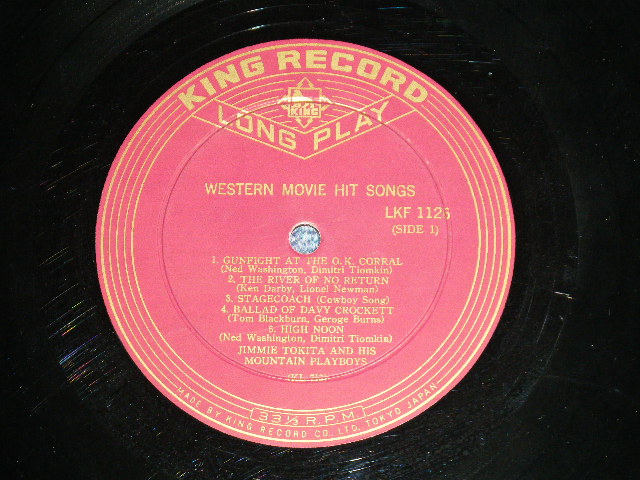 KING RECORD
KING
LONG PLAY
WESTERN MOVIE HIT SONGS
LKF 1125
(SIDE 1)
1. GUNFIGHT AT THE O.K. CORRAL
(Ned Washington, Dimitri Tiomkin)
2. THE RIVER OF NO RETURN
(Ken Darby, Lionel Newman)
3. STAGECOACH (Cowboy Song)
4. BALLAD OF DAVY CROCKETT
(Tom Blackburn, Geroge Burns)
5. HIGH NOON
(Ned Washington, Dimitri Tiomkin)
JIMMIE TOKITA AND HIS
MOUNTAIN PLAYBOYS
33⅓ R.P.M.
MADE BY KING RECORD CO. LTD. TOKYO JAPAN